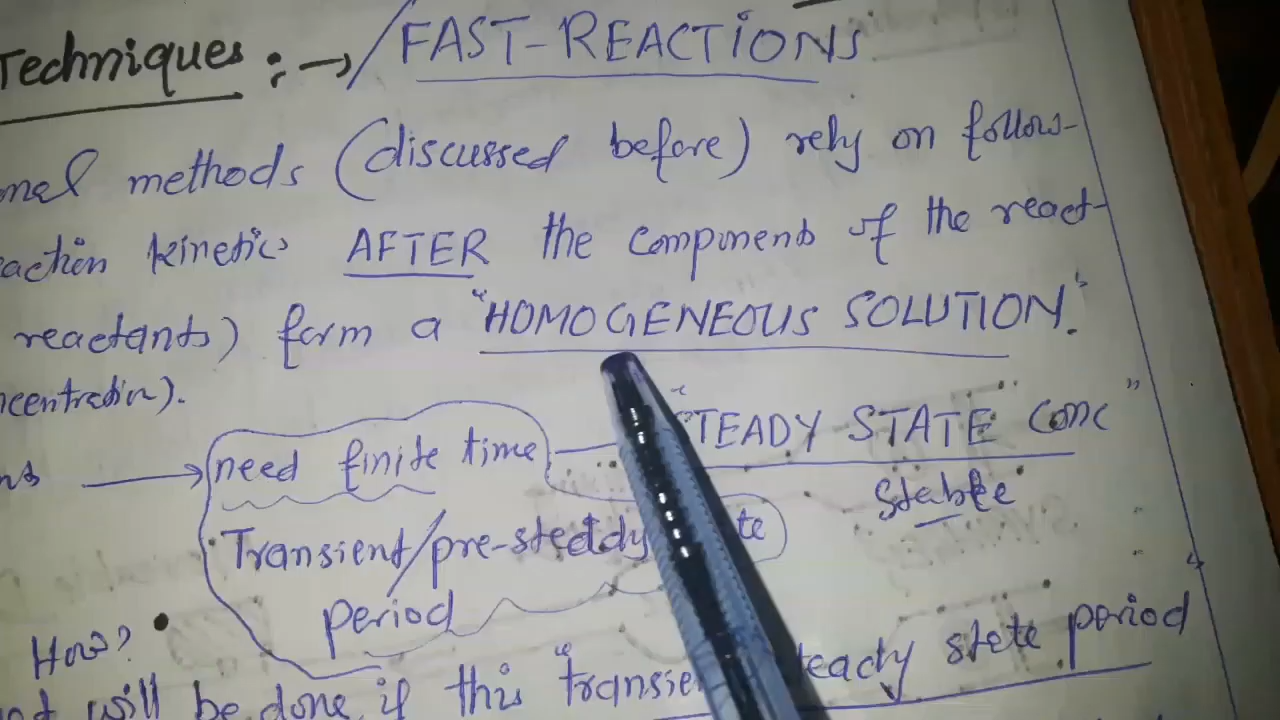 Techniques :→ / FAST-REACTIONS
methods (discussed before) rely on follow-
kinetics AFTER the components of the react-
reactants) form a "HOMOGENEOUS SOLUTION."
need finite time — STEADY STATE CONC"
stable
Transient/pre-steady
period
How?
will be done if this "transient steady state period